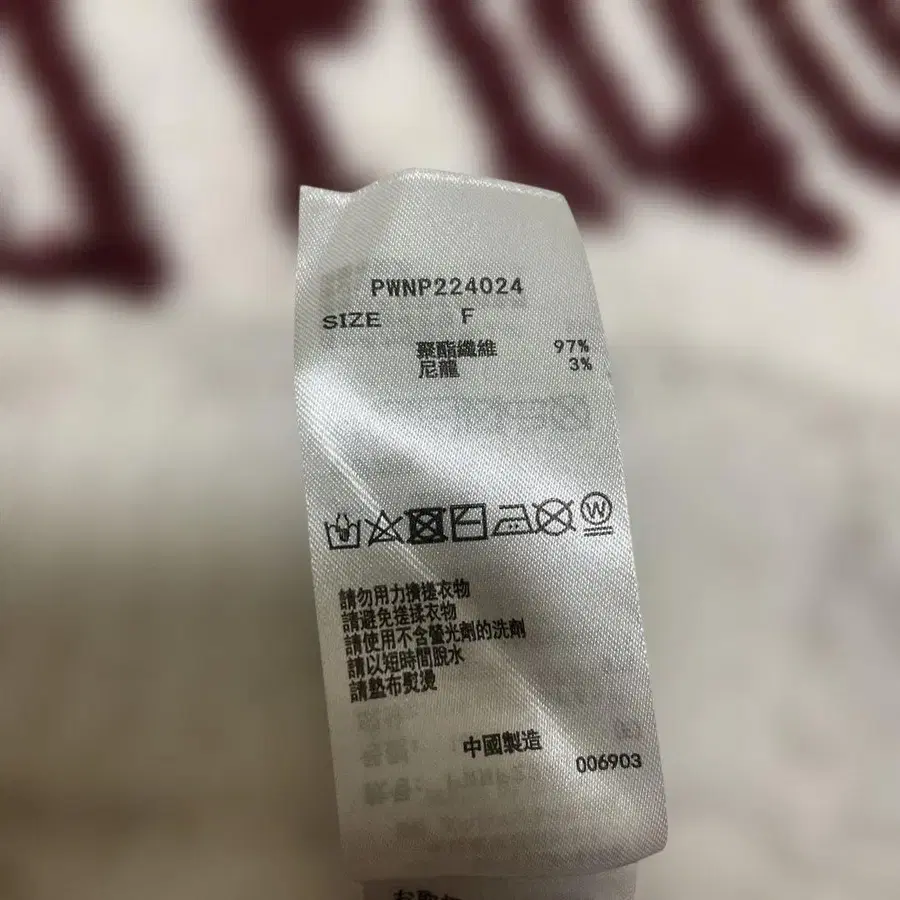 PWNP224024
SIZE F
聚酯纖維 97%
尼龍 3%
W
請勿用力擠搓衣物
請避免搓揉衣物
請使用不含螢光劑的洗劑
請以短時間脫水
請墊布熨燙
中國製造
006903